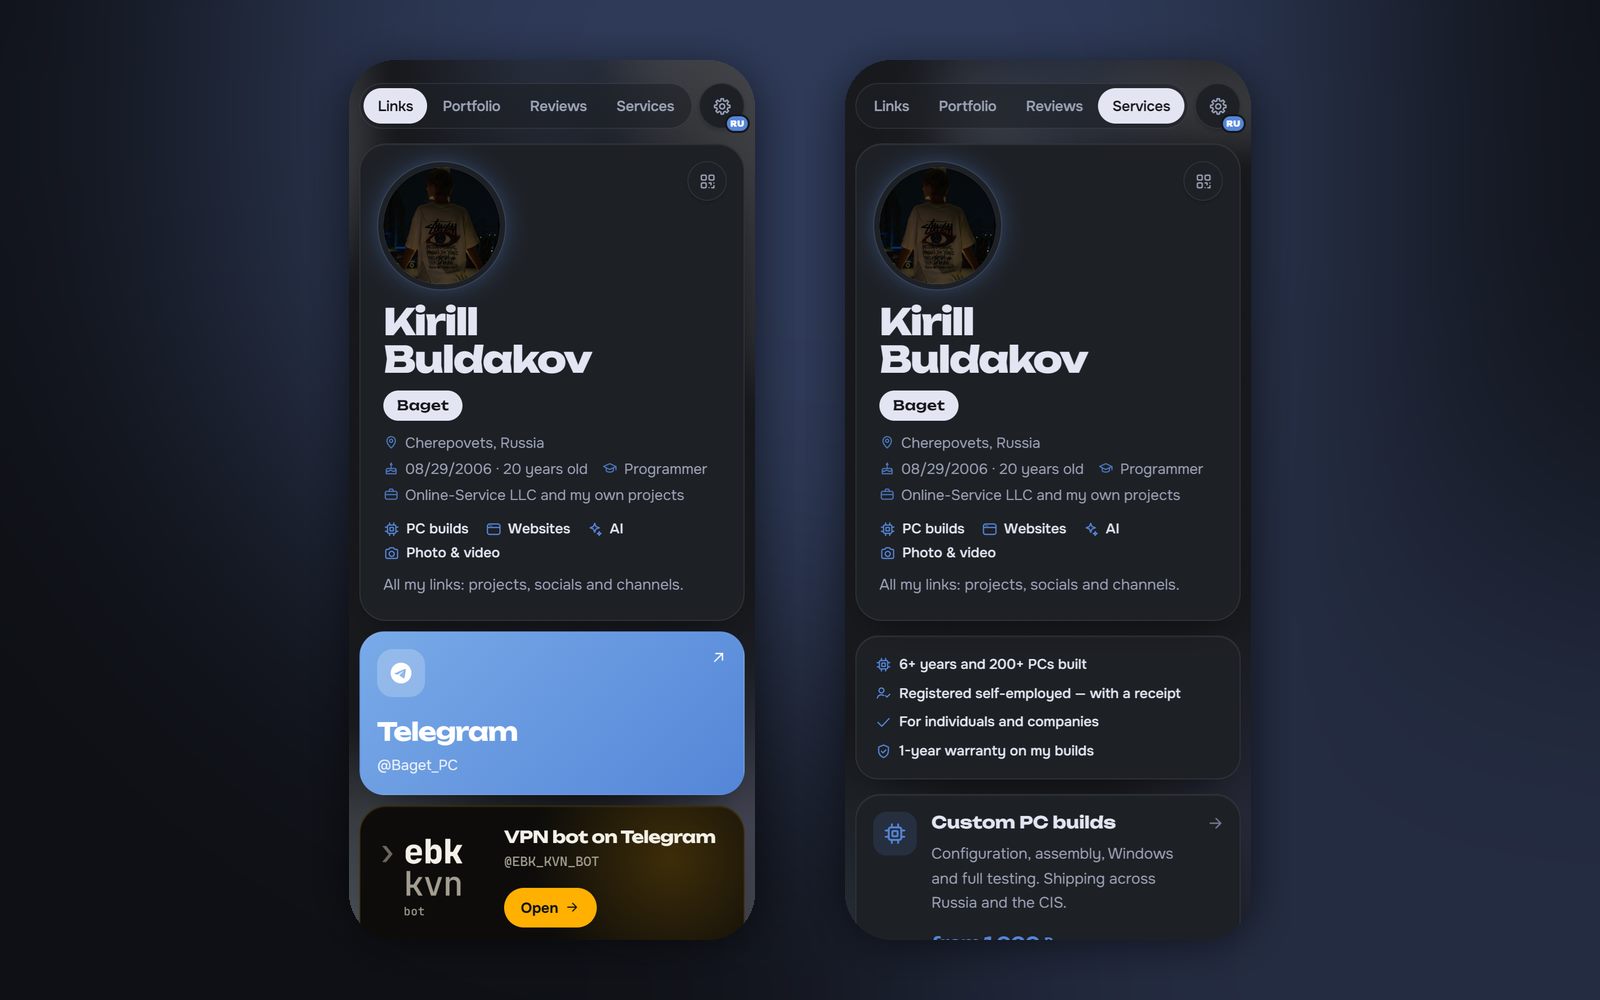 Links Portfolio Reviews Services
RU
Kirill
Buldakov
Baget
Cherepovets, Russia
08/29/2006 · 20 years old Programmer
Online-Service LLC and my own projects
PC builds Websites AI
Photo & video
All my links: projects, socials and channels.
Telegram
@Baget_PC
› ebk
kvn
bot
VPN bot on Telegram
@EBK_KVN_BOT
Open →
Links Portfolio Reviews Services
RU
Kirill
Buldakov
Baget
Cherepovets, Russia
08/29/2006 · 20 years old Programmer
Online-Service LLC and my own projects
PC builds Websites AI
Photo & video
All my links: projects, socials and channels.
6+ years and 200+ PCs built
Registered self-employed — with a receipt
For individuals and companies
1-year warranty on my builds
Custom PC builds
Configuration, assembly, Windows
and full testing. Shipping across
Russia and the CIS.